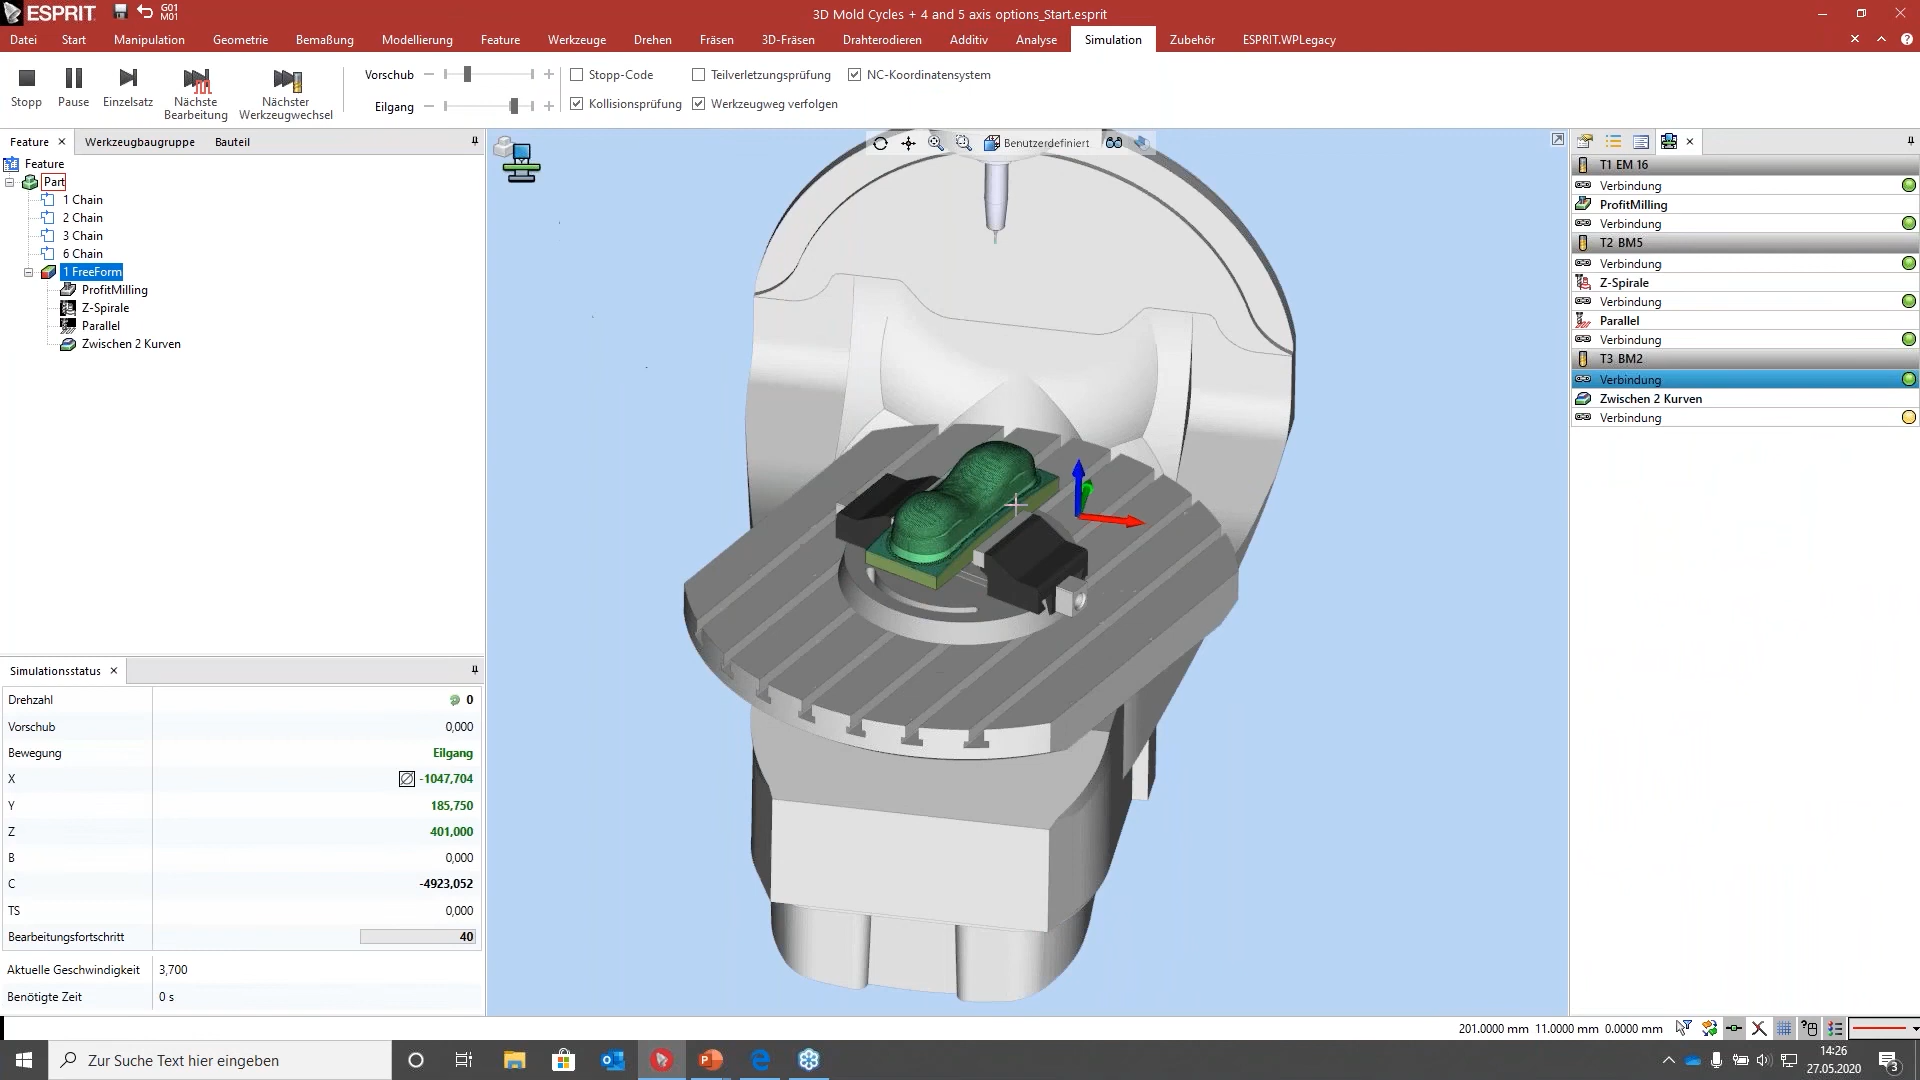 ESPRIT
G01
M01
3D Mold Cycles + 4 and 5 axis options_Start.esprit
Datei Start Manipulation Geometrie Bemaßung Modellierung Feature Werkzeuge Drehen Fräsen 3D-Fräsen Drahterodieren Additiv Analyse Simulation Zubehör ESPRIT.WPLegacy
Stopp Pause Einzelsatz Nächste Bearbeitung Nächster Werkzeugwechsel
Vorschub
Eilgang
Stopp-Code Teilverletzungsprüfung NC-Koordinatensystem
Kollisionsprüfung Werkzeugweg verfolgen
Feature Werkzeugbaugruppe Bauteil
Feature
Part
1 Chain
2 Chain
3 Chain
6 Chain
1 FreeForm
ProfitMilling
Z-Spirale
Parallel
Zwischen 2 Kurven
Benutzerdefiniert
T1 EM 16
Verbindung
ProfitMilling
Verbindung
T2 BM5
Verbindung
Z-Spirale
Verbindung
Parallel
Verbindung
T3 BM2
Verbindung
Zwischen 2 Kurven
Verbindung
Simulationsstatus
Drehzahl 0
Vorschub 0,000
Bewegung Eilgang
X -1047,704
Y 185,750
Z 401,000
B 0,000
C -4923,052
TS 0,000
Bearbeitungsfortschritt 40
Aktuelle Geschwindigkeit 3,700
Benötigte Zeit 0 s
201.0000 mm 11.0000 mm 0.0000 mm
Zur Suche Text hier eingeben
14:26
27.05.2020
3